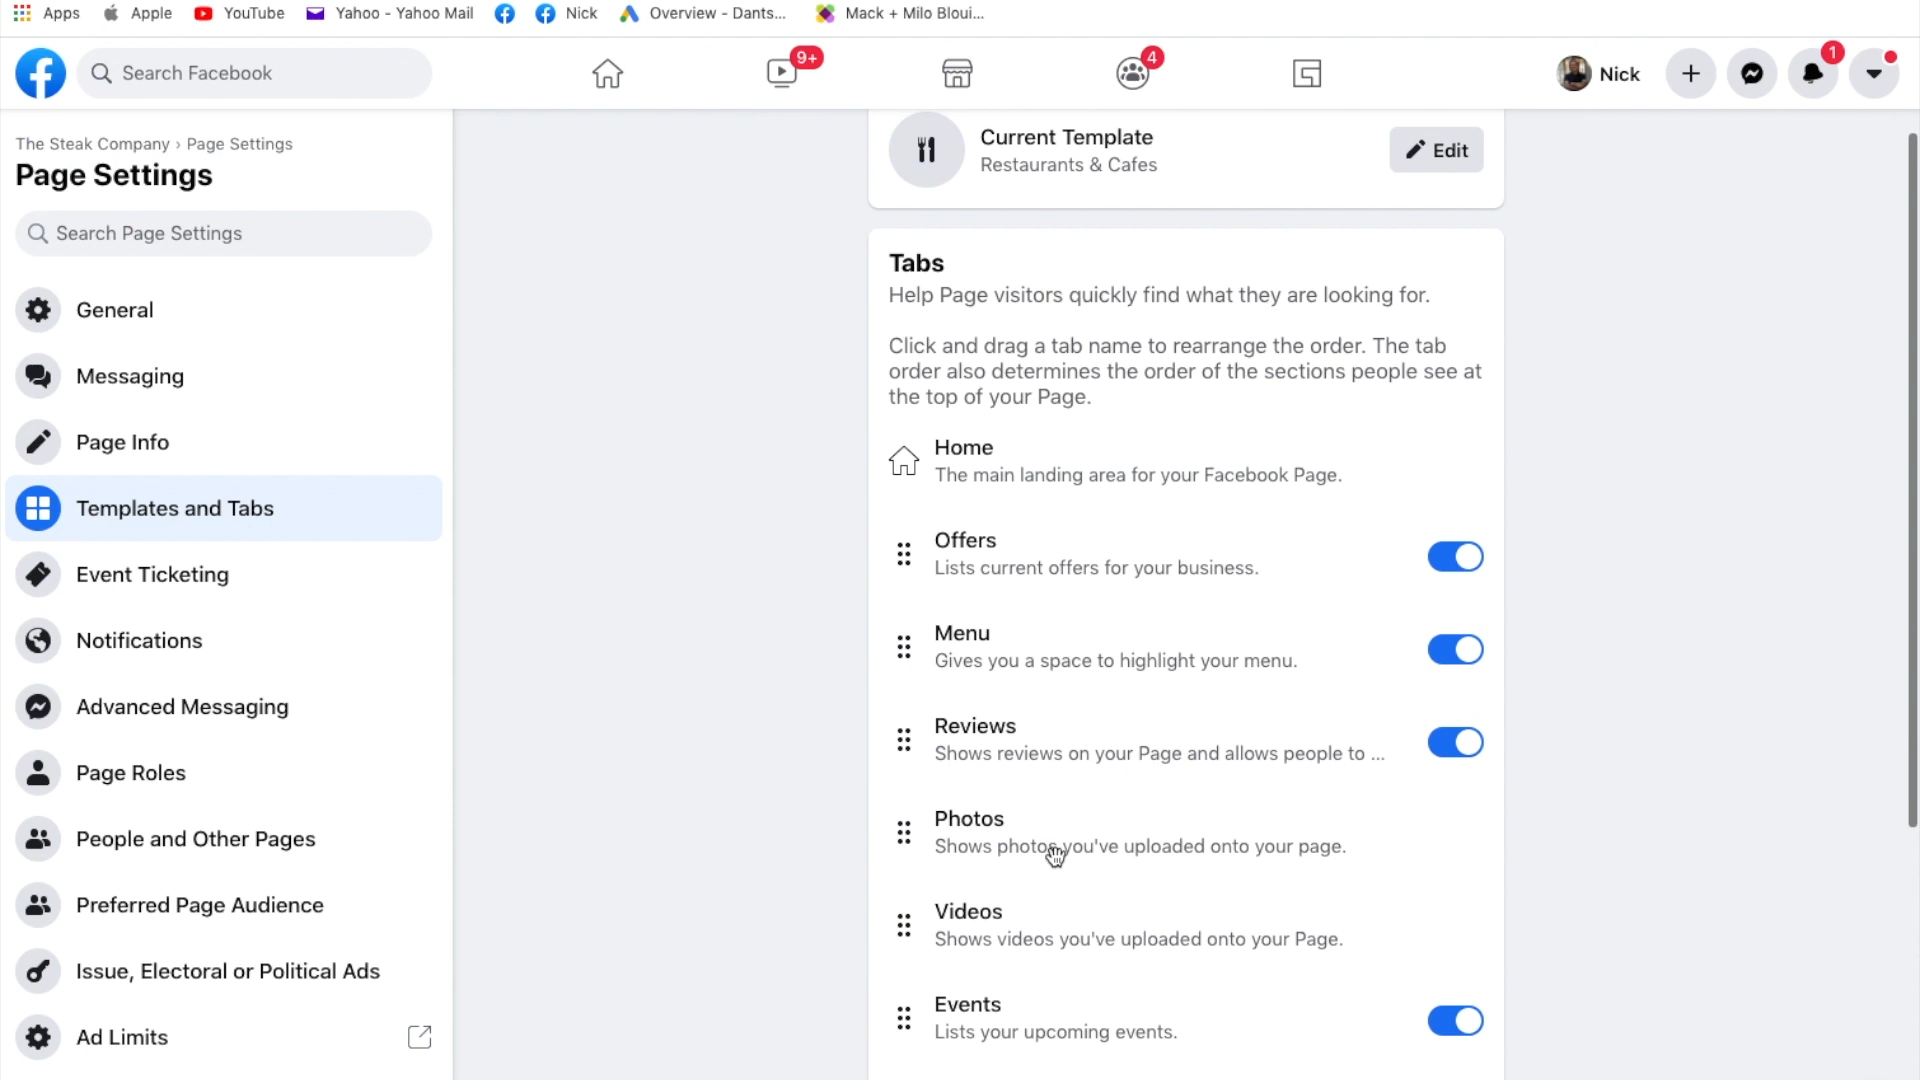 Apps
Apple
YouTube
Yahoo - Yahoo Mail
Nick
Overview - Dants...
Mack + Milo Bloui...
Search Facebook
9+
4
Nick
1
The Steak Company › Page Settings
Page Settings
Search Page Settings
General
Messaging
Page Info
Templates and Tabs
Event Ticketing
Notifications
Advanced Messaging
Page Roles
People and Other Pages
Preferred Page Audience
Issue, Electoral or Political Ads
Ad Limits
Current Template
Restaurants & Cafes
Edit
Tabs
Help Page visitors quickly find what they are looking for.
Click and drag a tab name to rearrange the order. The tab
order also determines the order of the sections people see at
the top of your Page.
Home
The main landing area for your Facebook Page.
Offers
Lists current offers for your business.
Menu
Gives you a space to highlight your menu.
Reviews
Shows reviews on your Page and allows people to ...
Photos
Shows photos you've uploaded onto your page.
Videos
Shows videos you've uploaded onto your Page.
Events
Lists your upcoming events.